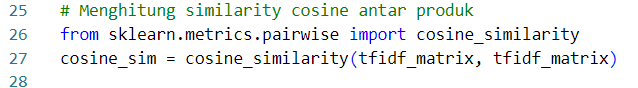 25 # Menghitung similarity cosine antar produk
26 from sklearn.metrics.pairwise import cosine_similarity
27 cosine_sim = cosine_similarity(tfidf_matrix, tfidf_matrix)
28